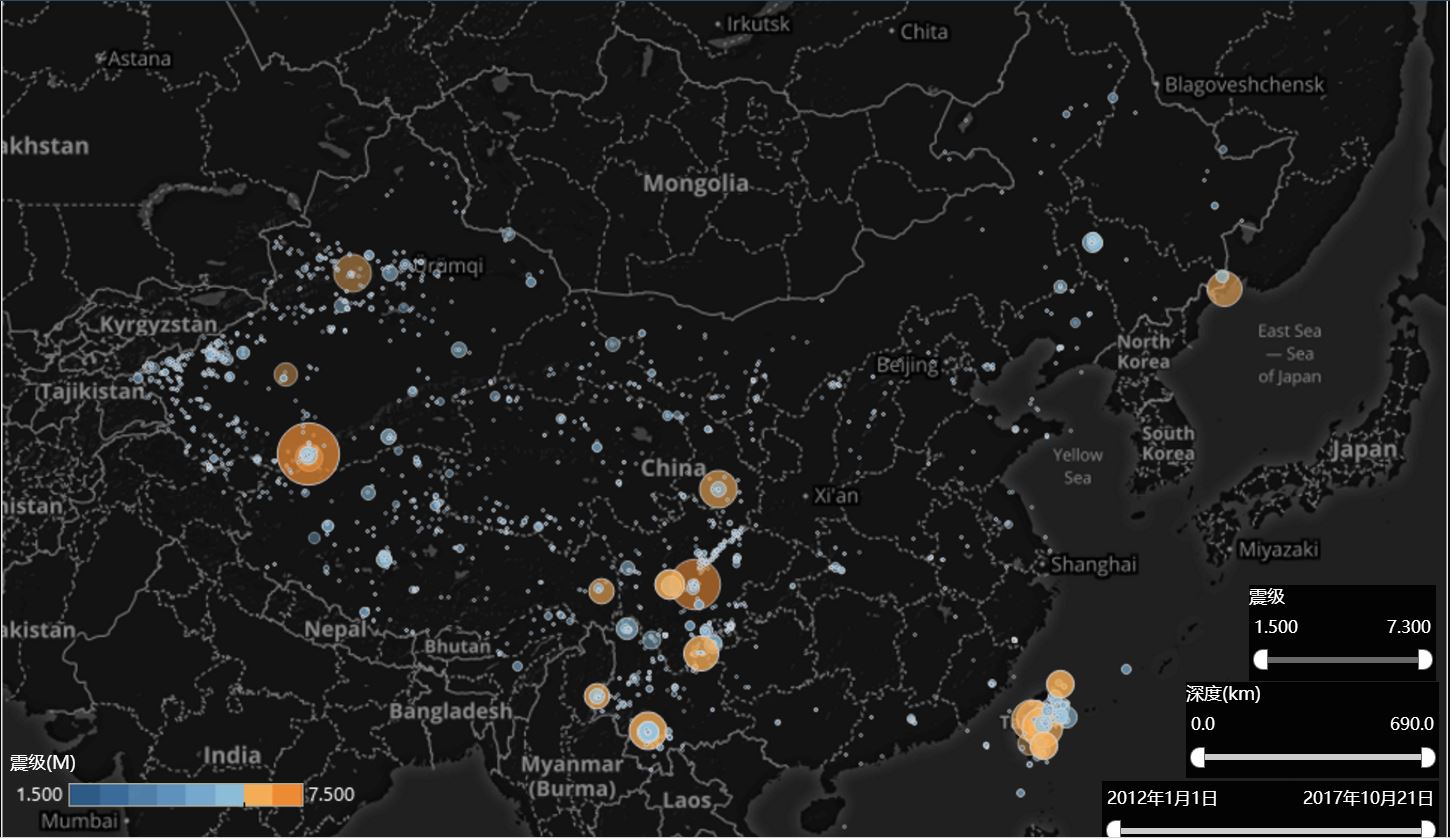 Irkutsk
Chita
Astana
Blagoveshchensk
akhstan
Mongolia
Ürümqi
Kyrgyzstan
East Sea
— Sea
of Japan
North
Korea
Beijing
Tajikistan
South
Korea
Japan
China
Yellow
Sea
Xi'an
Miyazaki
Shanghai
Nepal
akistan
Bhutan
Bangladesh
India
Myanmar
(Burma)
Laos
Mumbai
震级
1.500 7.300
深度(km)
0.0 690.0
2012年1月1日 2017年10月21日
震级(M)
1.500 7.500